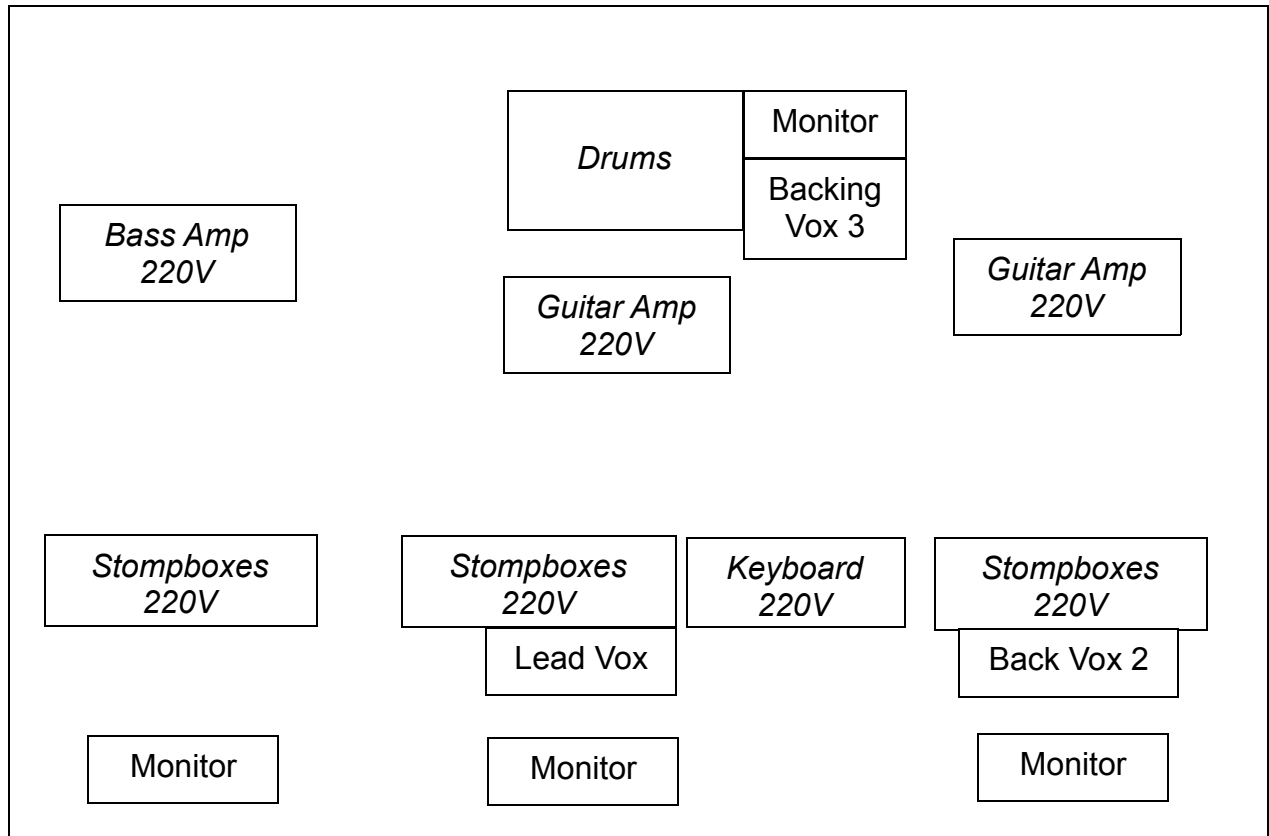 Monitor
Drums
Backing
Vox 3
Bass Amp
220V
Guitar Amp
220V
Guitar Amp
220V
Stompboxes
220V
Stompboxes
220V
Keyboard
220V
Stompboxes
220V
Lead Vox
Back Vox 2
Monitor
Monitor
Monitor